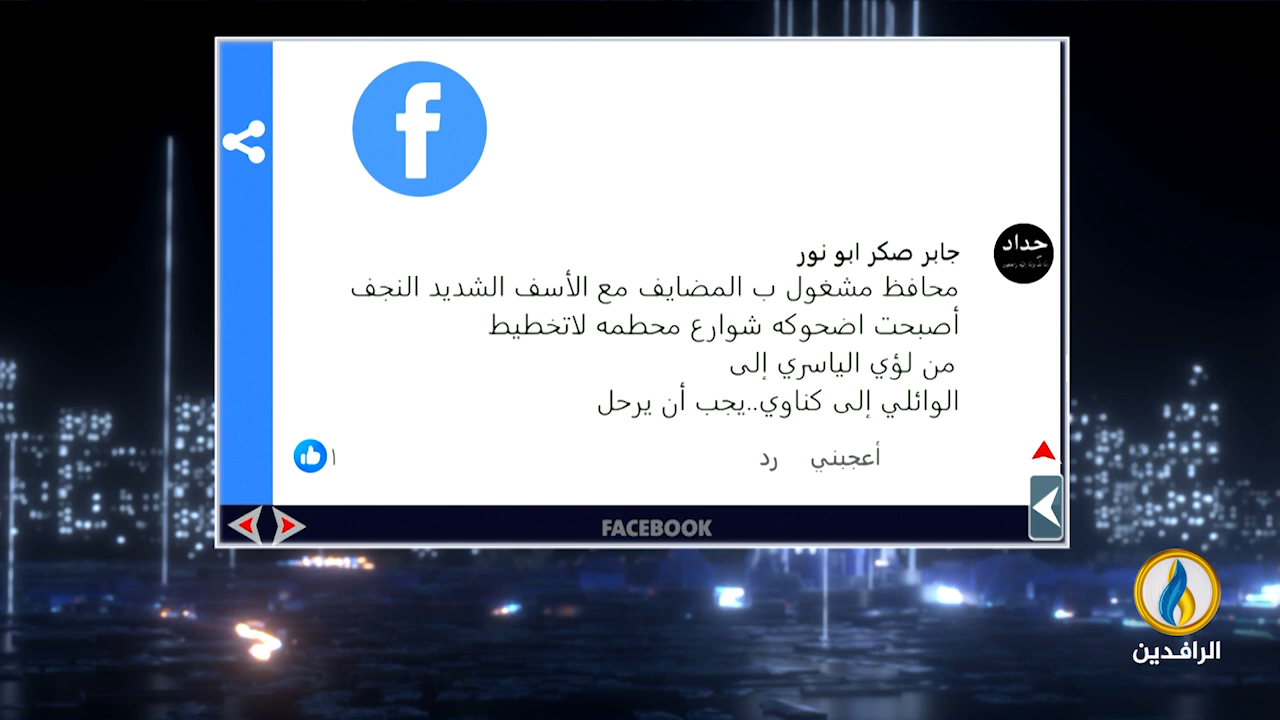 حداد
جابر صكر ابو نور
محافظ مشغول ب المضايف مع الأسف الشديد النجف
أصبحت اضحوكه شوارع محطمه لاتخطيط
من لؤي الياسري إلى
الوائلي إلى كناوي..يجب أن يرحل
أعجبني رد
١
FACEBOOK
الرافدين